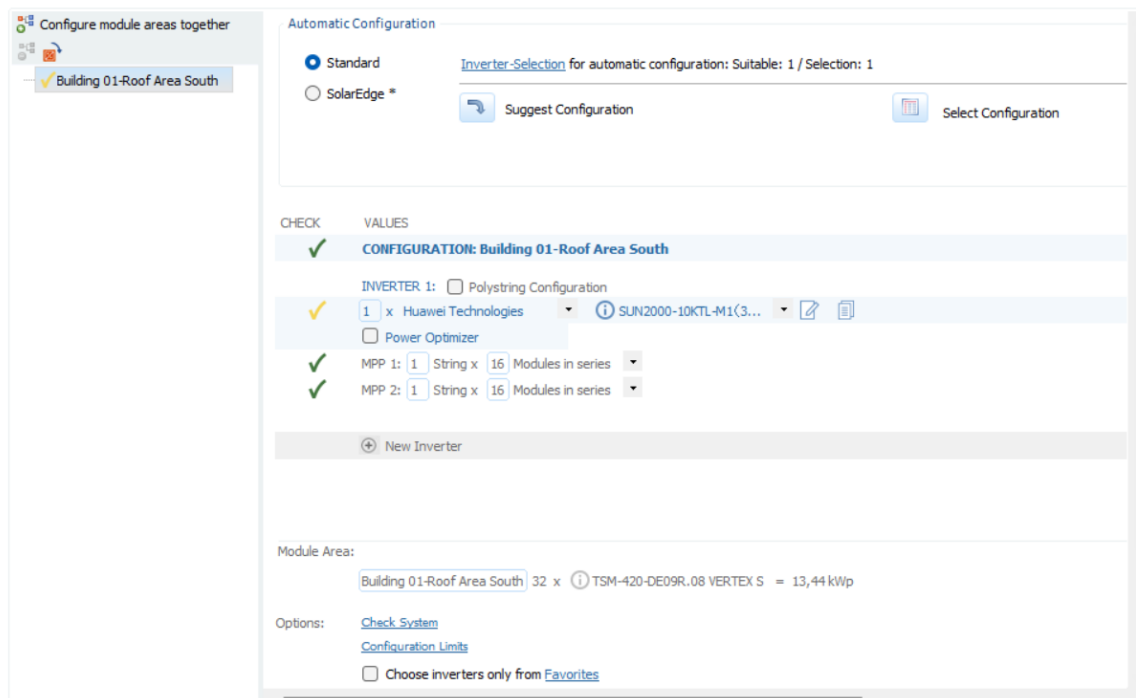 Configure module areas together
Building 01-Roof Area South
Automatic Configuration
Standard
Inverter-Selection for automatic configuration: Suitable: 1 / Selection: 1
SolarEdge *
Suggest Configuration
Select Configuration
CHECK VALUES
CONFIGURATION: Building 01-Roof Area South
INVERTER 1: Polystring Configuration
1 x Huawei Technologies SUN2000-10KTL-M1(3...
Power Optimizer
MPP 1: 1 String x 16 Modules in series
MPP 2: 1 String x 16 Modules in series
New Inverter
Module Area:
Building 01-Roof Area South 32 x TSM-420-DE09R.08 VERTEX S = 13,44 kWp
Options: Check System
Configuration Limits
Choose inverters only from Favorites